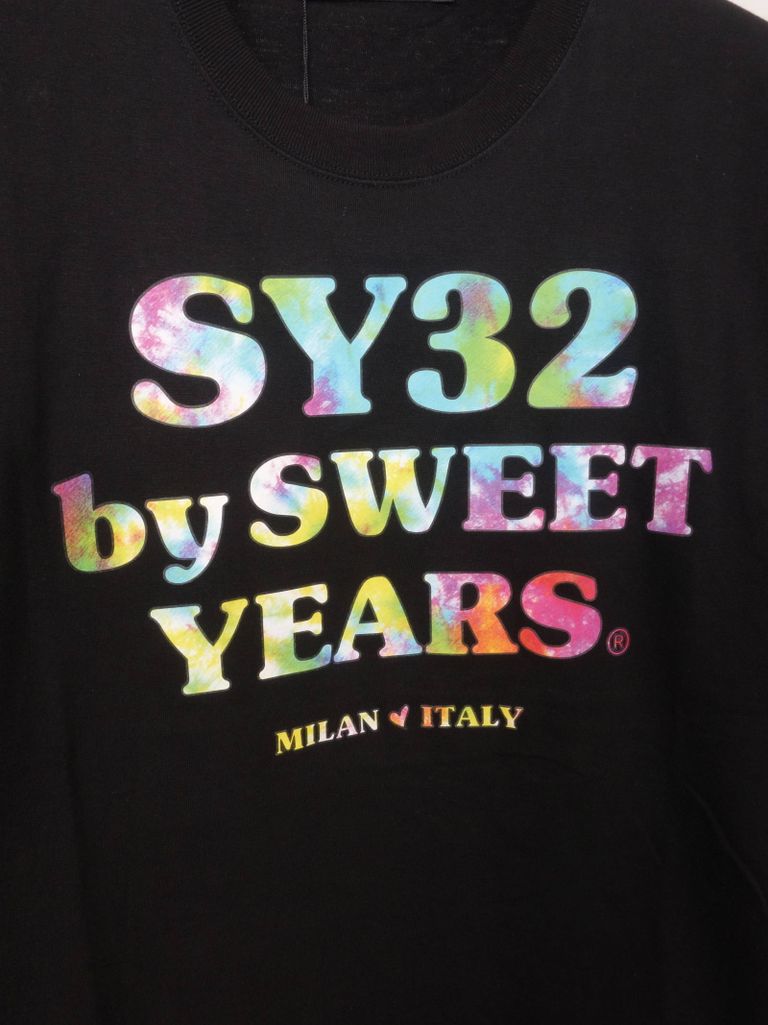 SY32
by SWEET
YEARS®
MILAN ♥ ITALY